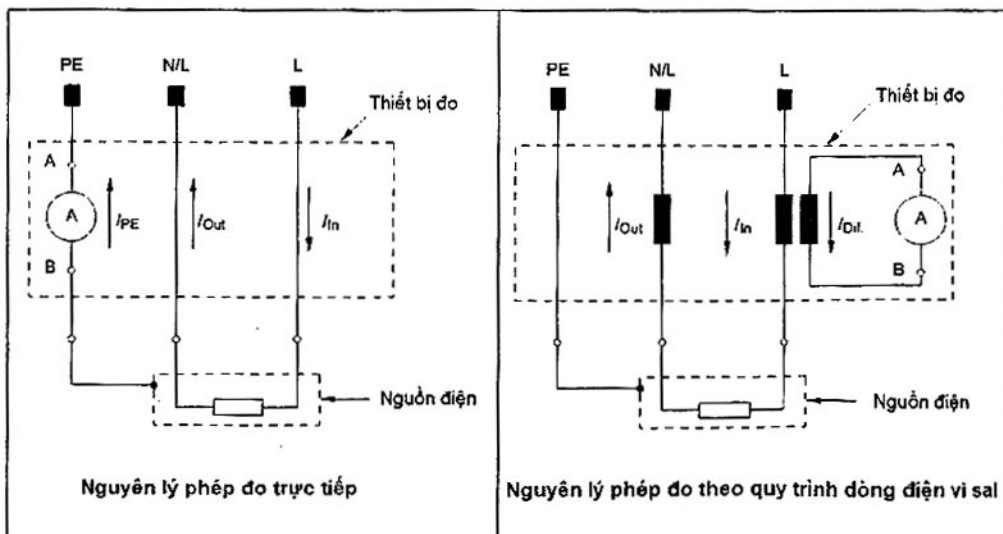 PE N/L L
Thiết bị đo
A
A
I_PE I_Out I_In
B
Nguồn điện
Nguyên lý phép đo trực tiếp
PE N/L L
Thiết bị đo
A
I_Out I_In I_Dif. A
B
Nguồn điện
Nguyên lý phép đo theo quy trình dòng điện vi sal